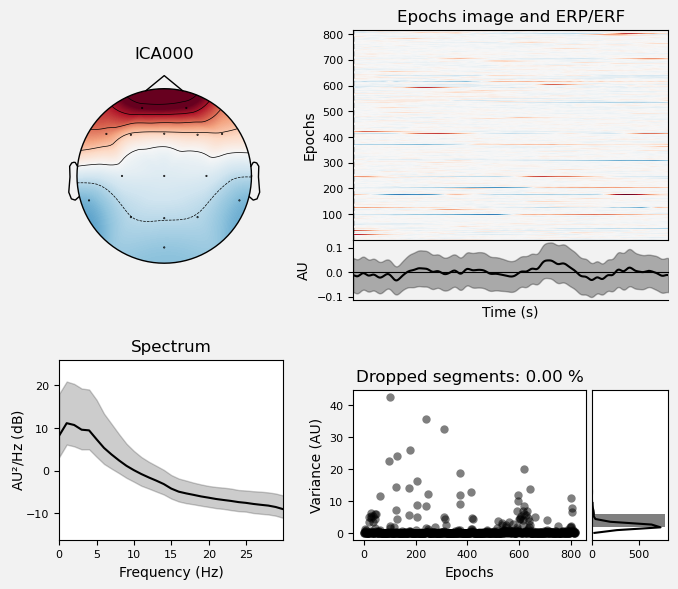 ICA000
Epochs image and ERP/ERF
Epochs
800
700
600
500
400
300
200
100
AU
0.1
0.0
−0.1
Time (s)
Spectrum
AU²/Hz (dB)
20
10
0
−10
0 5 10 15 20 25
Frequency (Hz)
Dropped segments: 0.00 %
Variance (AU)
40
30
20
10
0
0 200 400 600 800
Epochs
0 500